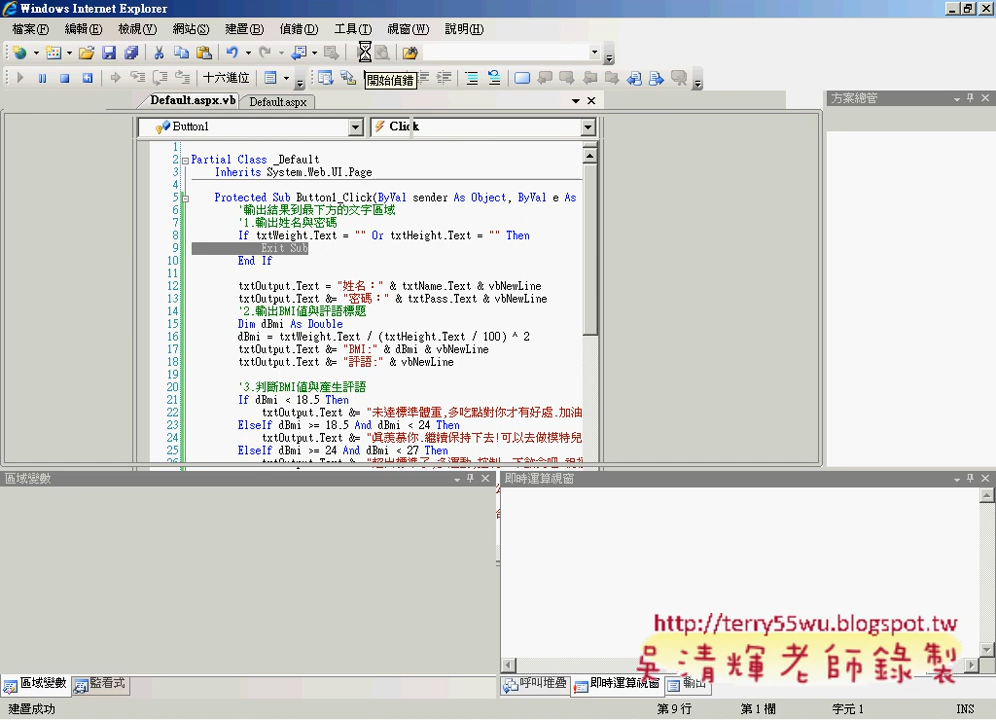 Windows Internet Explorer
檔案(F) 編輯(E) 檢視(V) 網站(S) 建置(B) 偵錯(D) 工具(T) 視窗(W) 說明(H)
十六進位
開始偵錯
Default.aspx.vb Default.aspx
方案總管
Button1 Click
1
2 Partial Class _Default
3 Inherits System.Web.UI.Page
4
5 Protected Sub Button1_Click(ByVal sender As Object, ByVal e As
6 '輸出結果到最下方的文字區域
7 '1.輸出姓名與密碼
8 If txtWeight.Text = "" Or txtHeight.Text = "" Then
9 Exit Sub
10 End If
11
12 txtOutput.Text = "姓名：" & txtName.Text & vbNewLine
13 txtOutput.Text &= "密碼：" & txtPass.Text & vbNewLine
14 '2.輸出BMI值與評語標題
15 Dim dBmi As Double
16 dBmi = txtWeight.Text / (txtHeight.Text / 100) ^ 2
17 txtOutput.Text &= "BMI:" & dBmi & vbNewLine
18 txtOutput.Text &= "評語:" & vbNewLine
19
20 '3.判斷BMI值與產生評語
21 If dBmi < 18.5 Then
22 txtOutput.Text &= "未達標準體重,多吃點對你才有好處.加油
23 ElseIf dBmi >= 18.5 And dBmi < 24 Then
24 txtOutput.Text &= "真羨慕你.繼續保持下去!可以去做模特兒
25 ElseIf dBmi >= 24 And dBmi < 27 Then
區域變數 即時運算視窗
http://terry55wu.blogspot.tw
吳清輝老師錄製
區域變數 監看式 呼叫堆疊 即時運算視窗 輸出
建置成功 第 9 行 第 1 欄 字元 1 INS